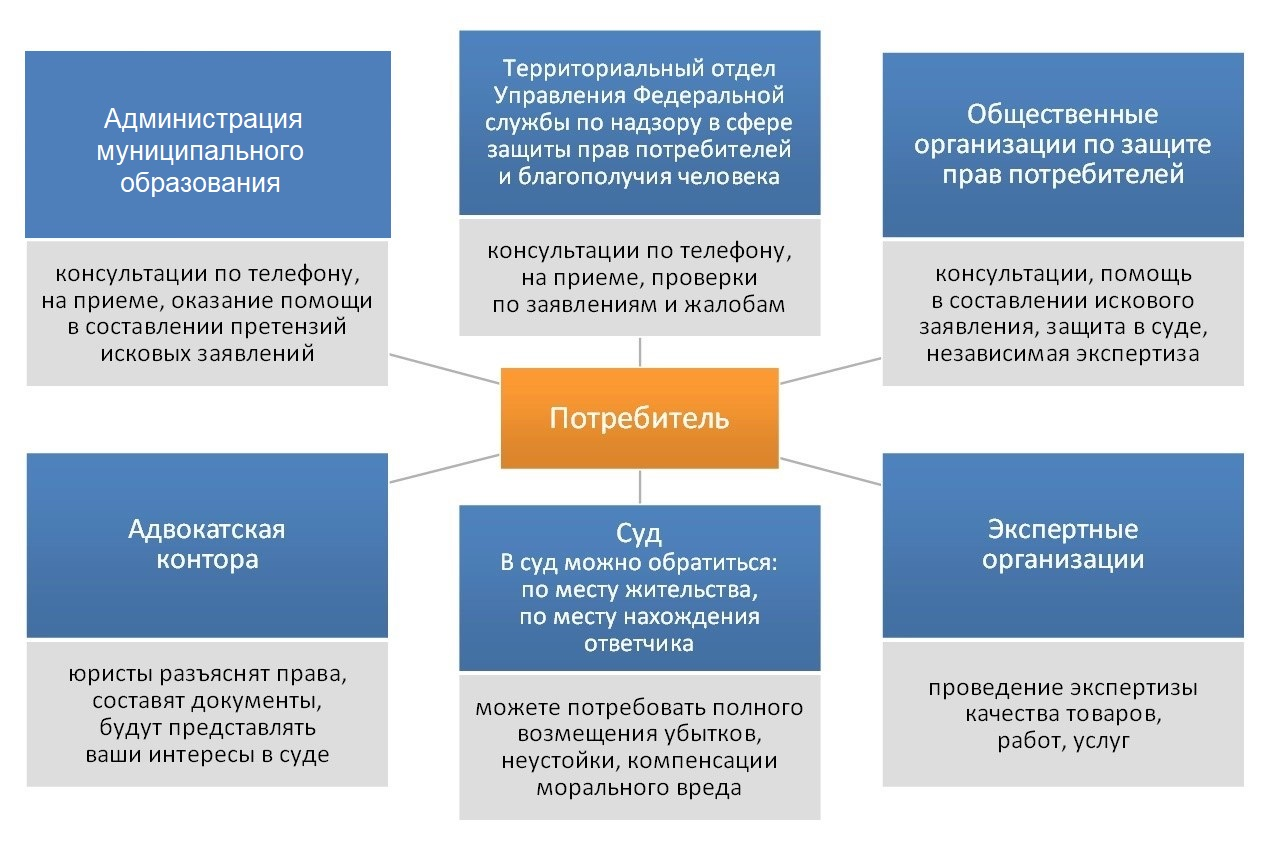 Администрация
муниципального
образования
консультации по телефону,
на приеме, оказание помощи
в составлении претензий
исковых заявлений
Территориальный отдел
Управления Федеральной
службы по надзору в сфере
защиты прав потребителей
и благополучия человека
консультации по телефону,
на приеме, проверки
по заявлениям и жалобам
Общественные
организации по защите
прав потребителей
консультации, помощь
в составлении искового
заявления, защита в суде,
независимая экспертиза
Потребитель
Адвокатская
контора
юристы разъяснят права,
составят документы,
будут представлять
ваши интересы в суде
Суд
В суд можно обратиться:
по месту жительства,
по месту нахождения
ответчика
можете потребовать полного
возмещения убытков,
неустойки, компенсации
морального вреда
Экспертные
организации
проведение экспертизы
качества товаров,
работ, услуг